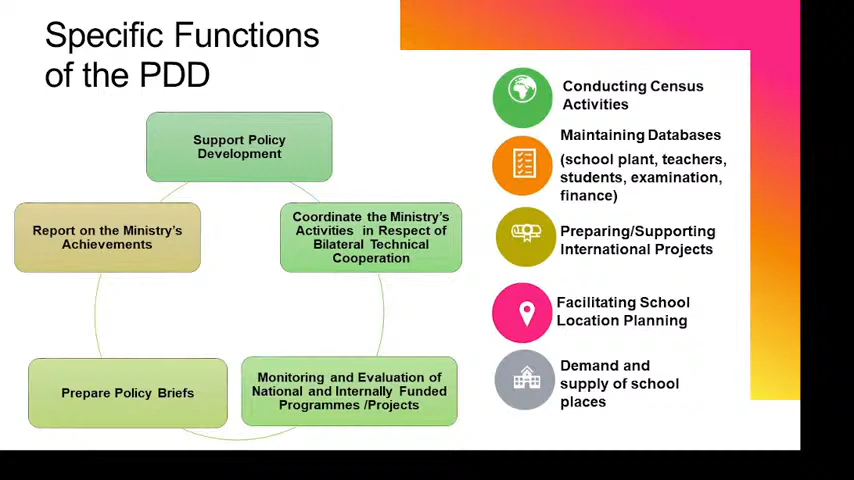 Specific Functions
of the PDD
Support Policy
Development
Report on the Ministry's
Achievements
Coordinate the Ministry's
Activities in Respect of
Bilateral Technical
Cooperation
Prepare Policy Briefs
Monitoring and Evaluation of
National and Internally Funded
Programmes /Projects
Conducting Census
Activities
Maintaining Databases
(school plant, teachers,
students, examination,
finance)
Preparing/Supporting
International Projects
Facilitating School
Location Planning
Demand and
supply of school
places